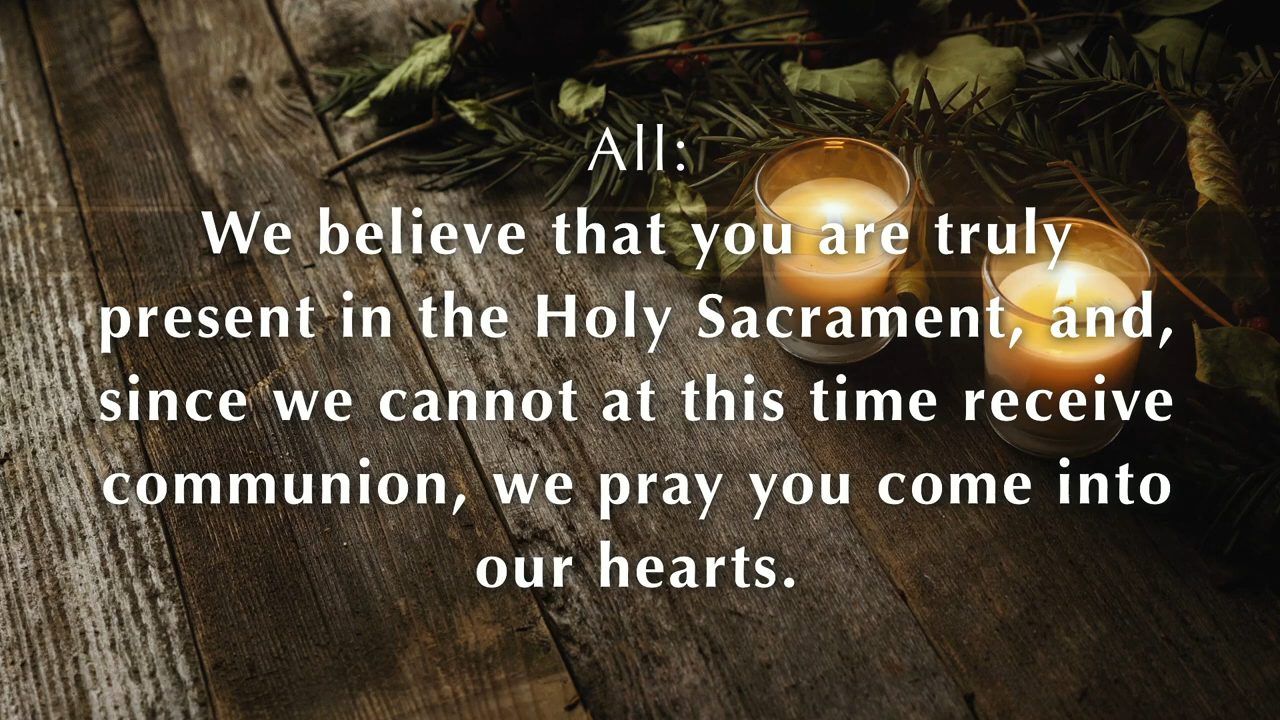 All:
We believe that you are truly
present in the Holy Sacrament, and,
since we cannot at this time receive
communion, we pray you come into
our hearts.